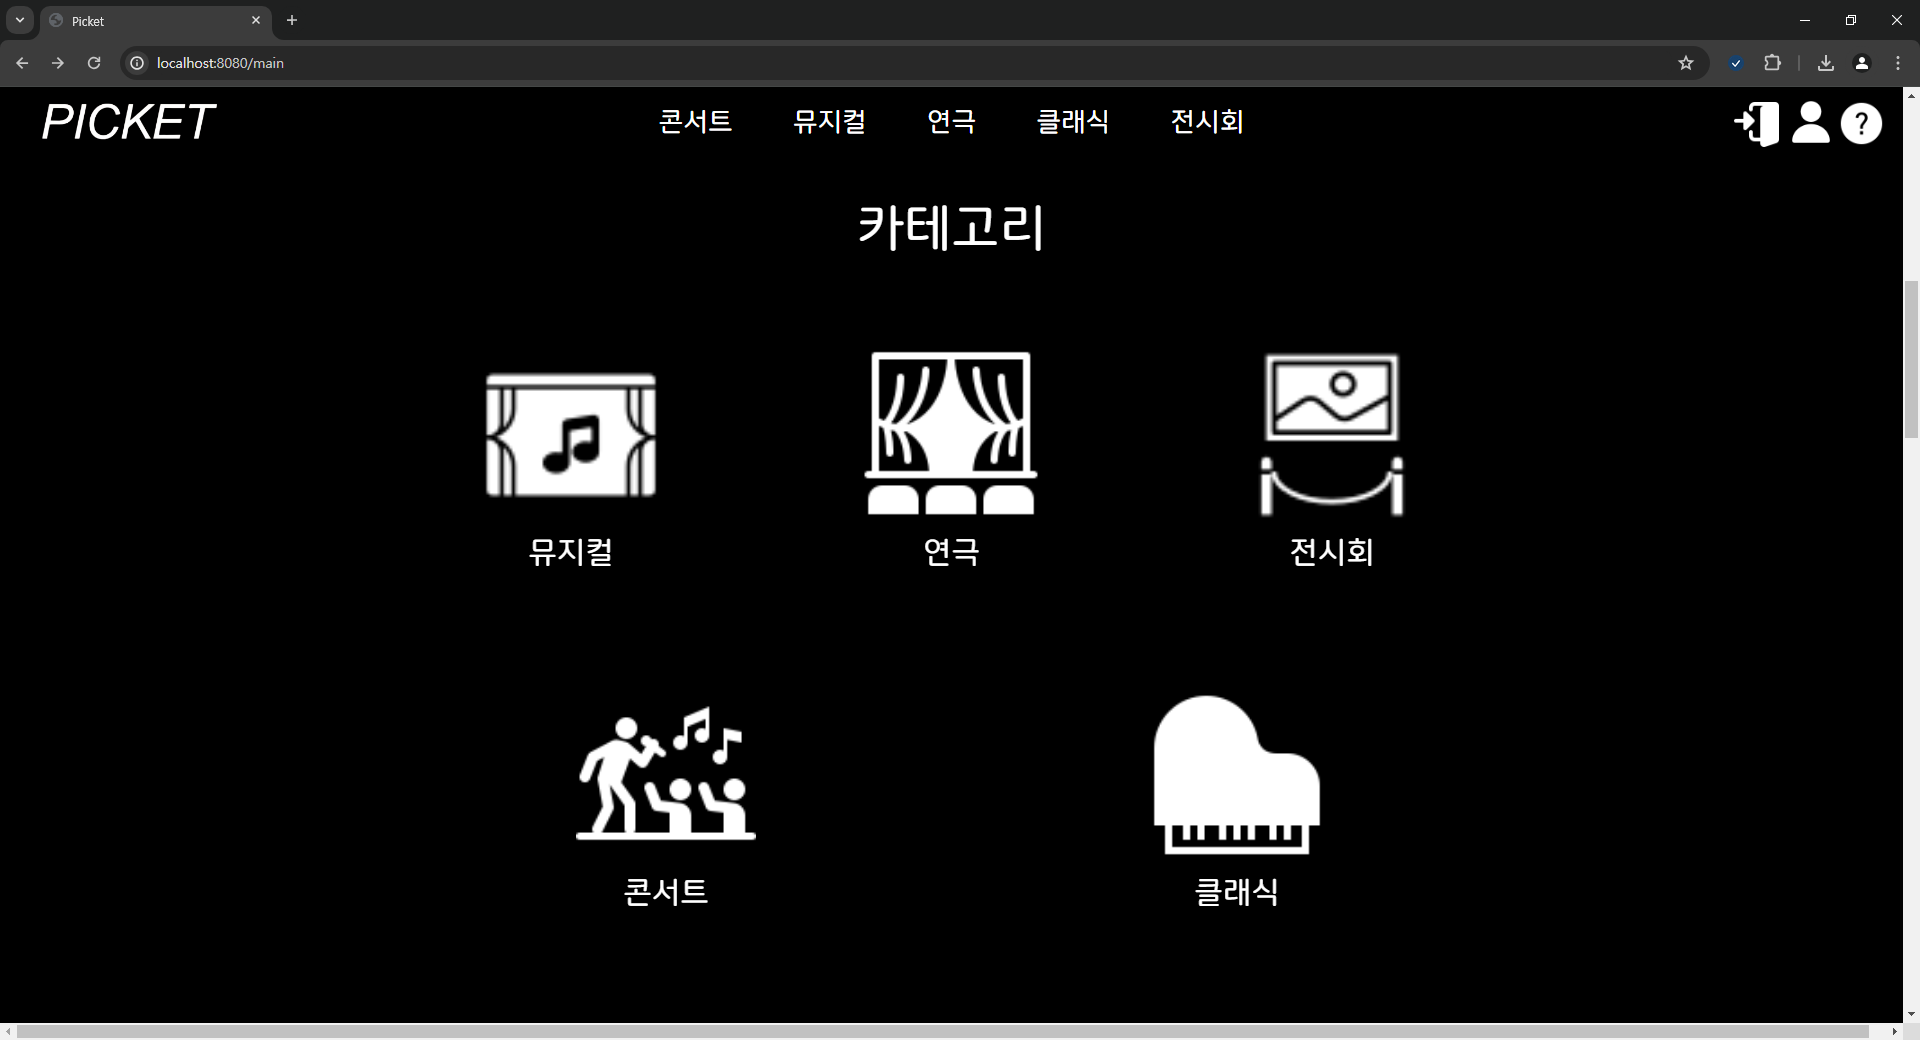 Picket
localhost:8080/main
PICKET
콘서트 뮤지컬 연극 클래식 전시회
?
카테고리
뮤지컬 연극 전시회
콘서트 클래식